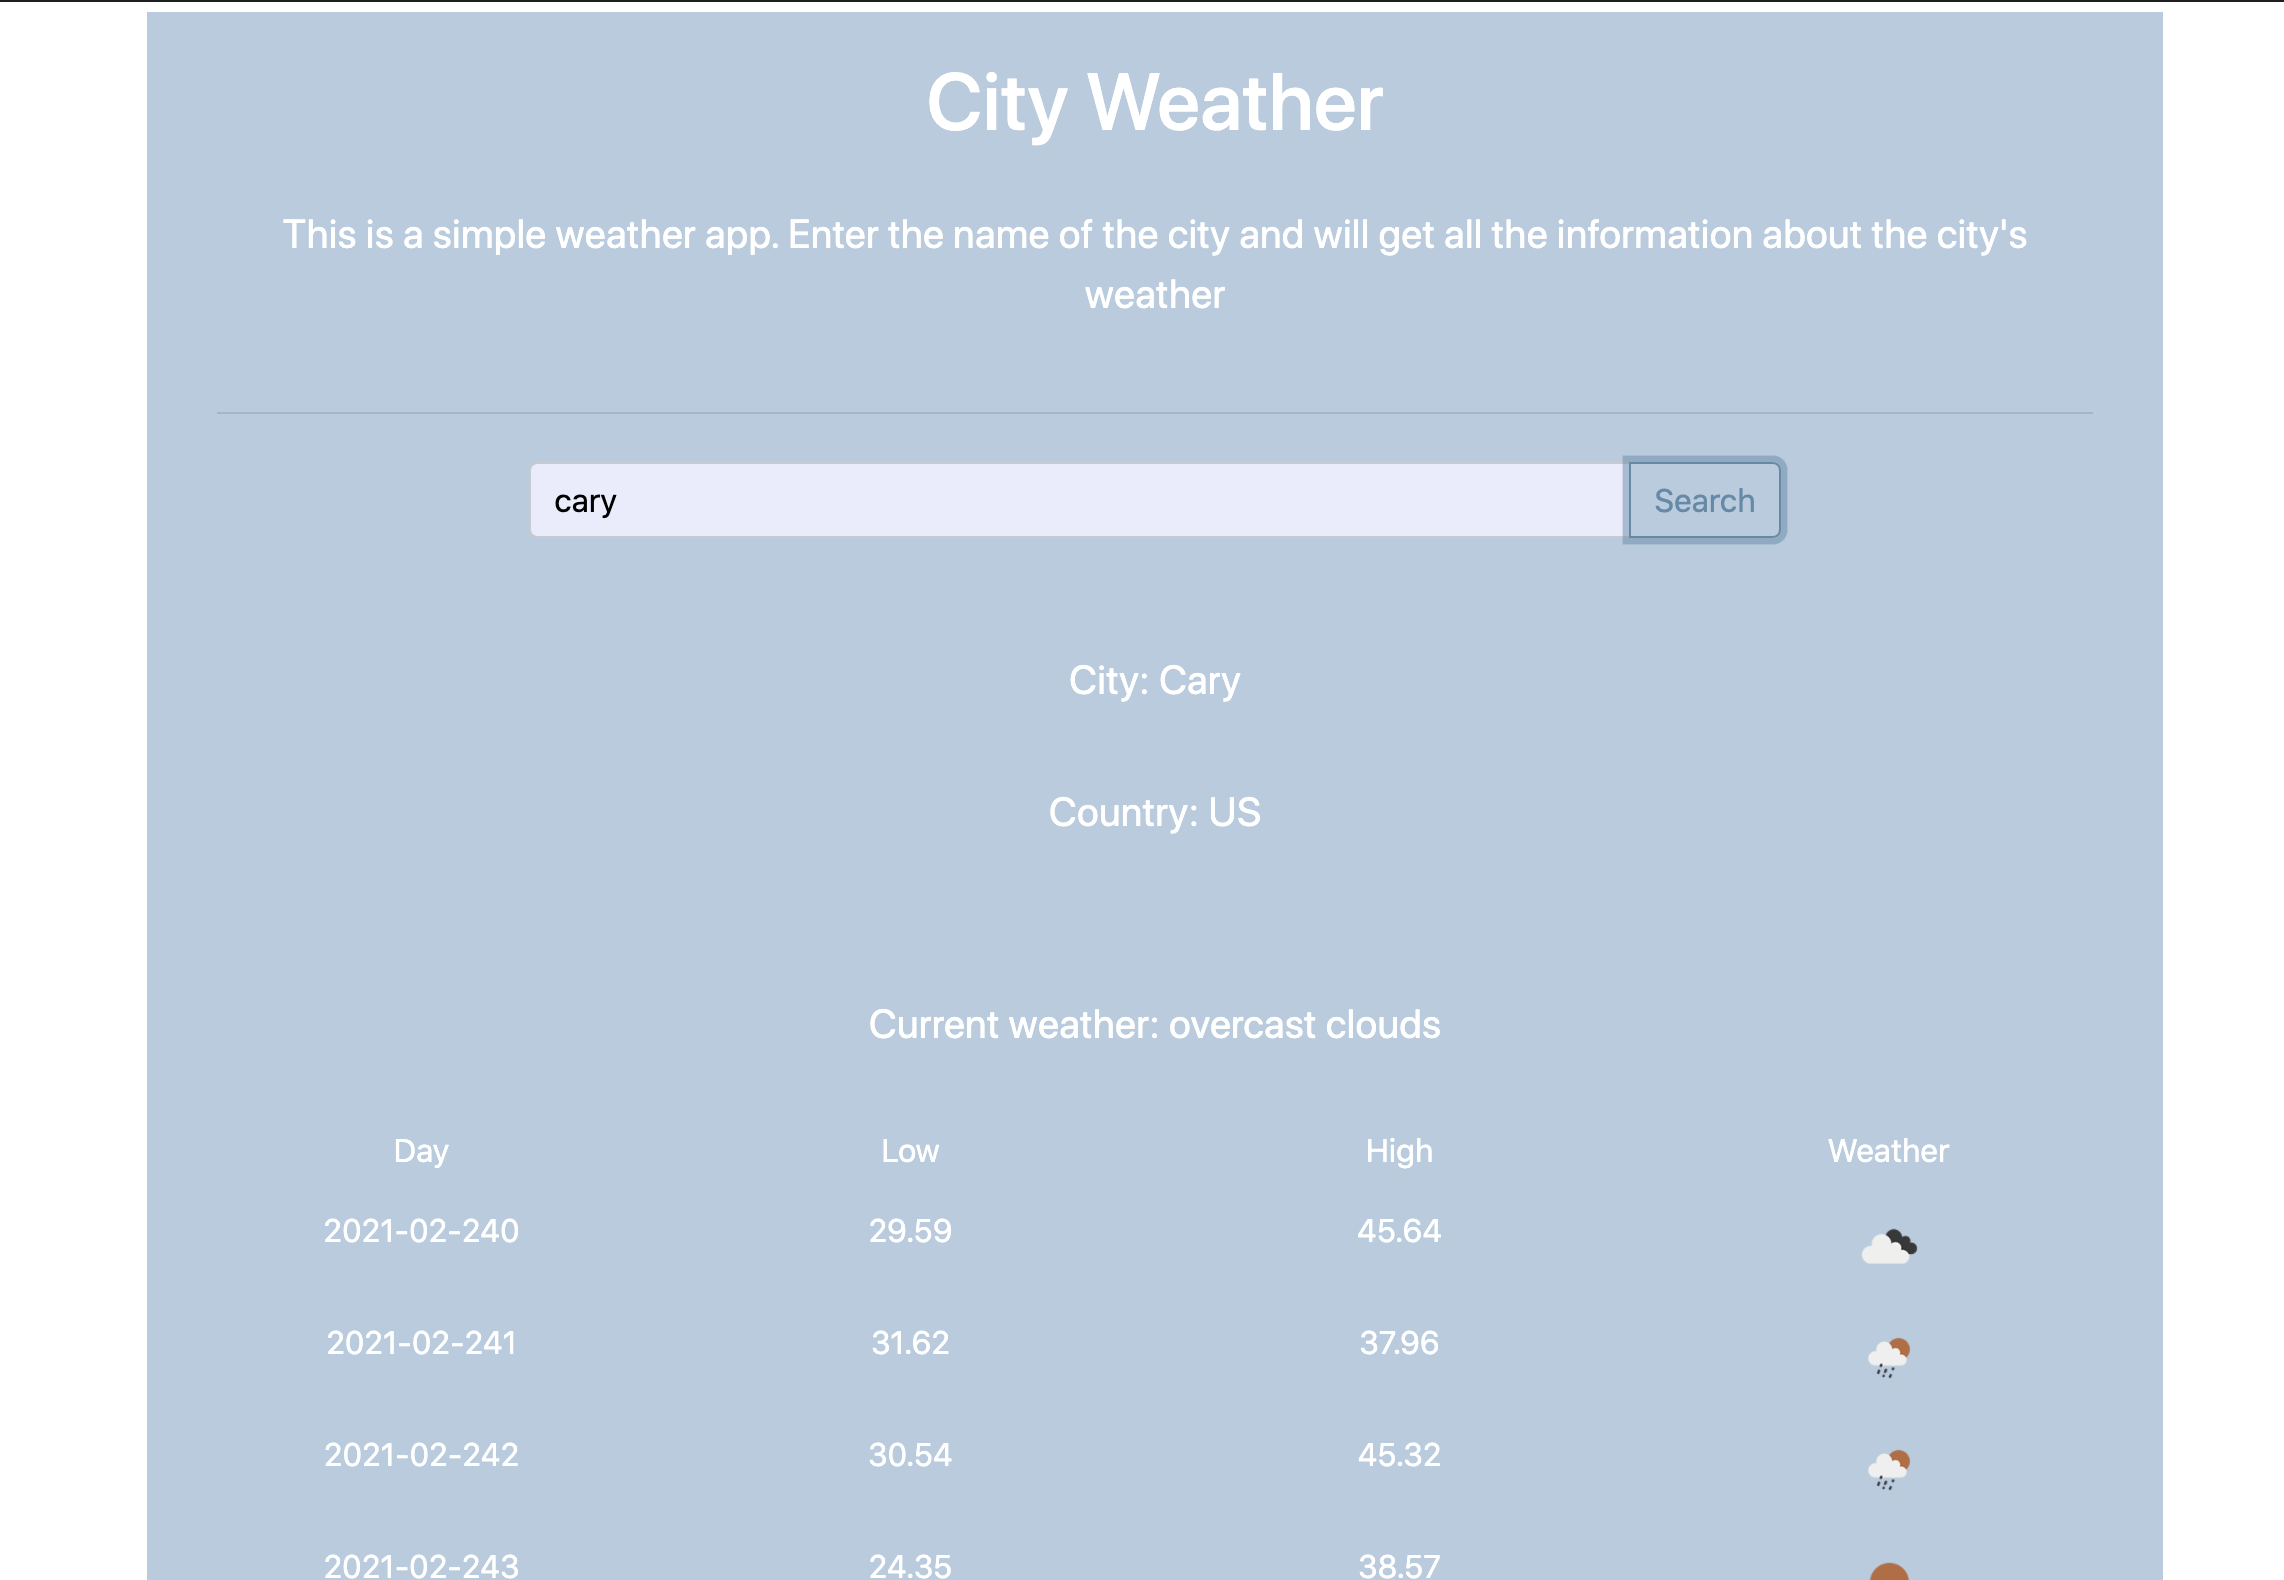 City Weather
This is a simple weather app. Enter the name of the city and will get all the information about the city's
weather
cary
Search
City: Cary
Country: US
Current weather: overcast clouds
Day Low High Weather
2021-02-240 29.59 45.64
2021-02-241 31.62 37.96
2021-02-242 30.54 45.32
2021-02-243 24.35 38.57